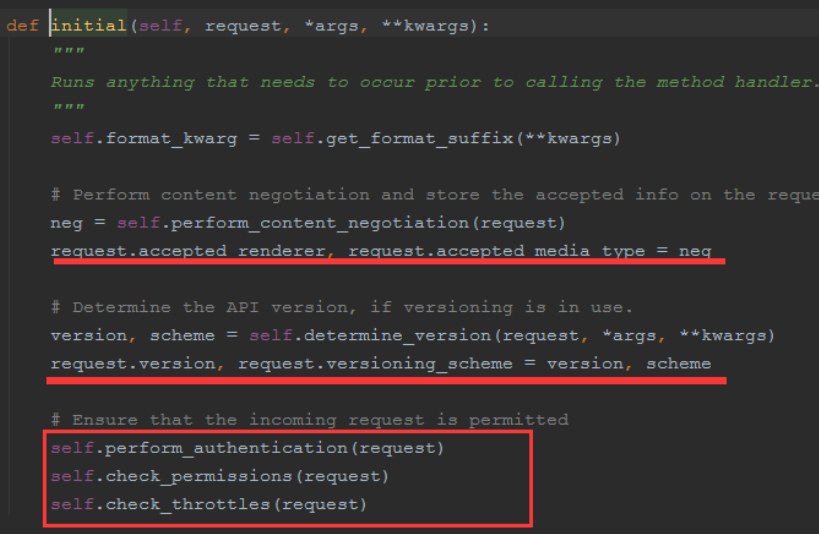 def initial(self, request, *args, **kwargs):
"""
Runs anything that needs to occur prior to calling the method handler.
"""
self.format_kwarg = self.get_format_suffix(**kwargs)
# Perform content negotiation and store the accepted info on the reque
neg = self.perform_content_negotiation(request)
request.accepted_renderer, request.accepted_media_type = neg
# Determine the API version, if versioning is in use.
version, scheme = self.determine_version(request, *args, **kwargs)
request.version, request.versioning_scheme = version, scheme
# Ensure that the incoming request is permitted
self.perform_authentication(request)
self.check_permissions(request)
self.check_throttles(request)